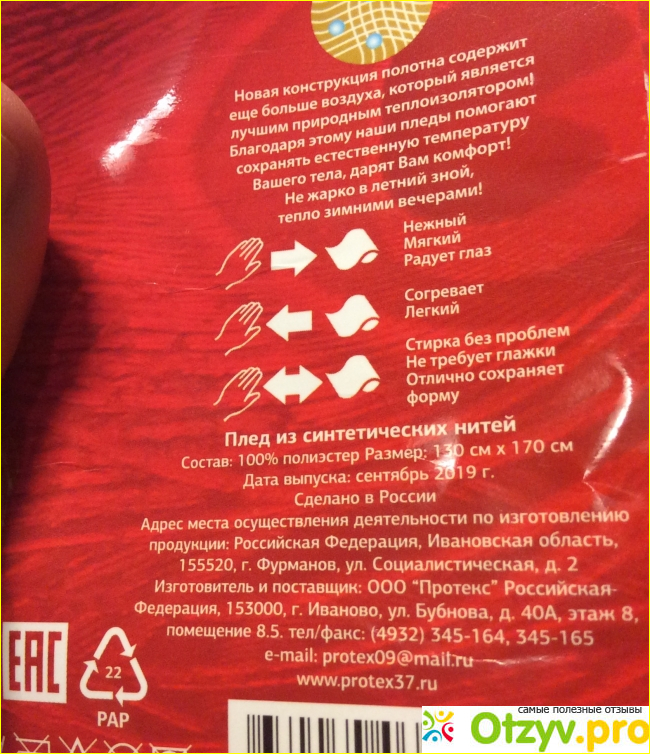 Новая конструкция полотна содержит
еще больше воздуха, который является
лучшим природным теплоизолятором!
Благодаря этому наши пледы помогают
сохранять естественную температуру
Вашего тела, дарят Вам комфорт!
Не жарко в летний зной,
тепло зимними вечерами!
Нежный
Мягкий
Радует глаз
Согревает
Легкий
Стирка без проблем
Не требует глажки
Отлично сохраняет
форму
Плед из синтетических нитей
Состав: 100% полиэстер Размер: 130 см x 170 см
Дата выпуска: сентябрь 2019 г.
Сделано в России
Адрес места осуществления деятельности по изготовлению
продукции: Российская Федерация, Ивановская область,
155520, г. Фурманов, ул. Социалистическая, д. 2
Изготовитель и поставщик: ООО "Протекс" Российская
Федерация, 153000, г. Иваново, ул. Бубнова, д. 40А, этаж 8,
помещение 8.5. тел/факс: (4932) 345-164, 345-165
e-mail: protex09@mail.ru
www.protex37.ru
EAC
22
PAP
самые полезные отзывы
Otzyv.pro